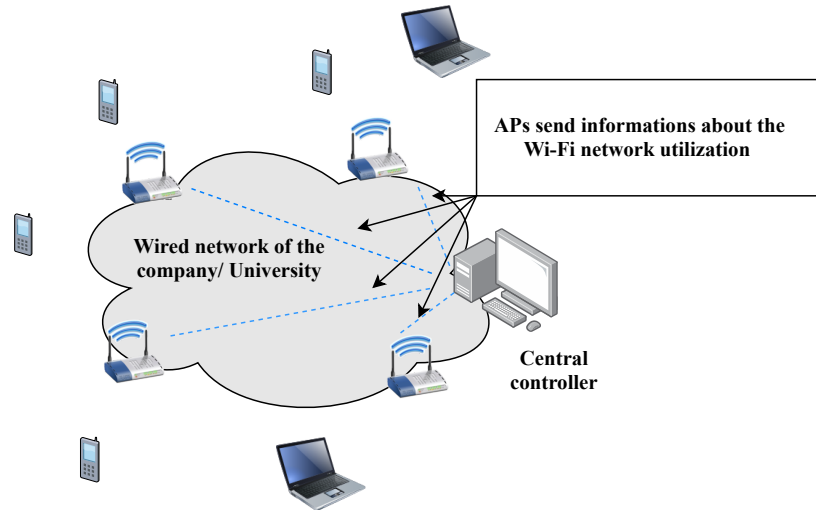 APs send informations about the
Wi-Fi network utilization
Wired network of the
company/ University
Central
controller